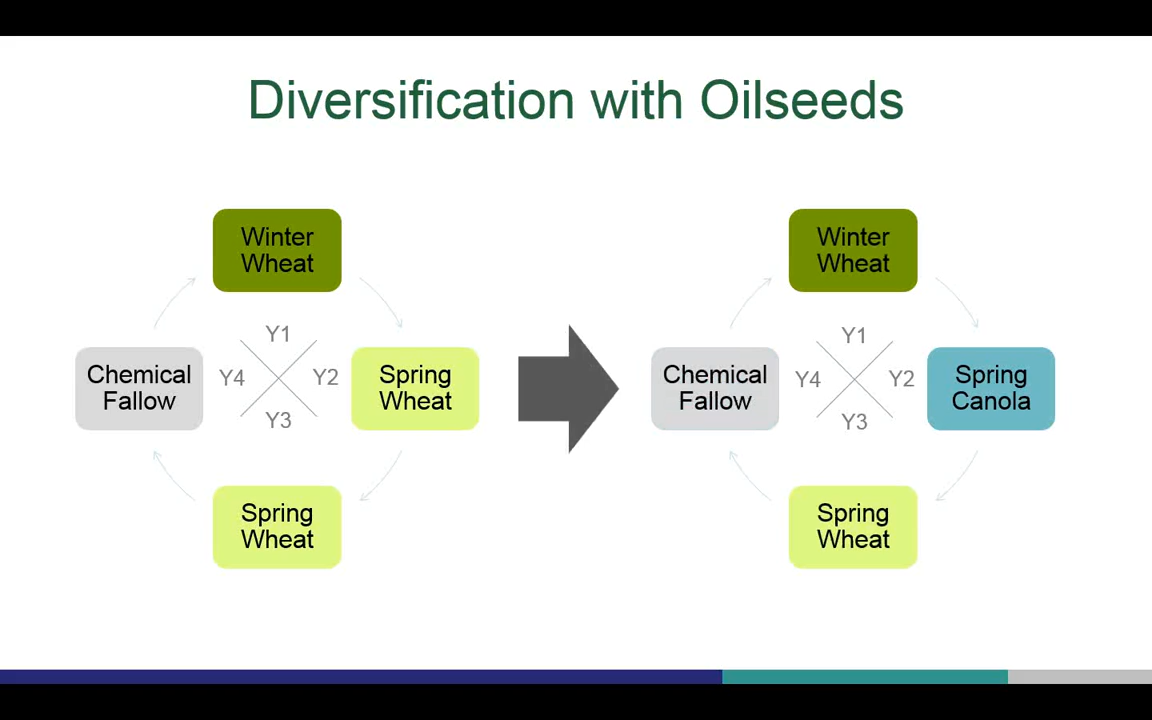 Diversification with Oilseeds
Winter
Wheat
Y1
Chemical
Fallow
Y4
Y2
Spring
Wheat
Y3
Spring
Wheat
Winter
Wheat
Y1
Chemical
Fallow
Y4
Y2
Spring
Canola
Y3
Spring
Wheat